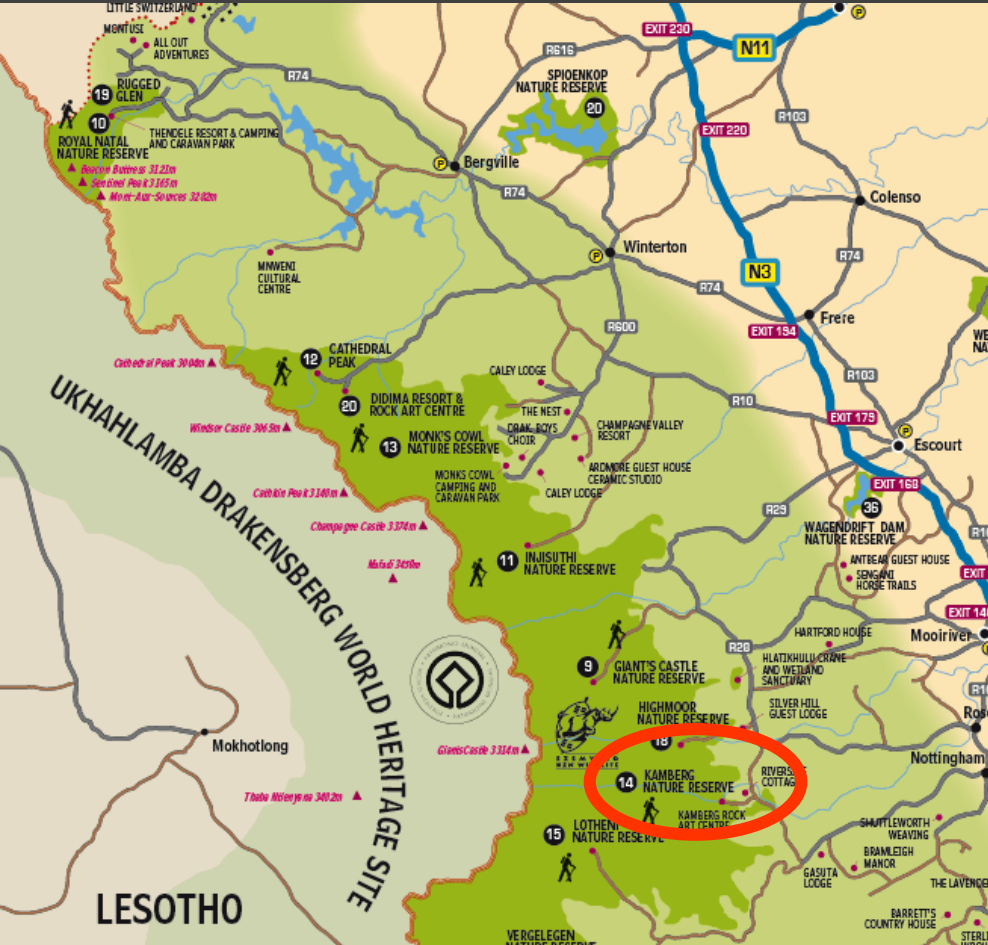 LITTLE SWITZERLAND
MONTUSI
ALL OUT
ADVENTURES
EXIT 230
N11
P
R616
R74
SPIOENKOP
NATURE RESERVE
20
19
RUGGED
GLEN
10
ROYAL NATAL
NATURE RESERVE
THENDELE RESORT & CAMPING
AND CARAVAN PARK
EXIT 220
R103
Beacon Butress 3121m
Sentinel Peak 3165m
Mont-Aux-Sources 3282m
P
Bergville
R74
Colenso
P
Winterton
R74
MNWENI
CULTURAL
CENTRE
N3
R74
Frere
R600
EXIT 194
Cathedral Peak 3004m
12
CATHEDRAL
PEAK
WE
NA
CALEY LODGE
R103
20
DIDIMA RESORT &
ROCK ART CENTRE
THE NEST
R10
EXIT 179
Windsor Castle 3065m
13
MONK'S COWL
NATURE RESERVE
DRAK. BOYS
CHOIR
CHAMPAGNE VALLEY
RESORT
P
Escourt
MONKS COWL
CAMPING AND
CARAVAN PARK
ARDMORE GUEST HOUSE
CERAMIC STUDIO
CALEY LODGE
EXIT 168
Cathkin Peak 3149m
R29
36
WAGENDRIFT DAM
NATURE RESERVE
Champagne Castle 3374m
UKHAHLAMBA DRAKENSBERG WORLD HERITAGE SITE
11
INJISUTHI
NATURE RESERVE
ANTBEAR GUEST HOUSE
SENGANI
HORSE TRAILS
EXIT
EXIT 14
HARTFORD HOUSE
Mooiriver
R28
9
GIANT'S CASTLE
NATURE RESERVE
HLATIKHULU CRANE
AND WETLAND
SANCTUARY
R10
HIGHMOOR
NATURE RESERVE
SILVER HILL
GUEST LODGE
Rose
18
Mokhotlong
GiantsCastle 3314m
Nottingham
14
KAMBERG
NATURE RESERVE
RIVERSIDE
COTTAG
KAMBERG ROCK
ART CENTRE
15
LOTHENI
NATURE RESERVE
SHUTTLEWORTH
WEAVING
BRAMLEIGH
MANOR
GASUTA
LODGE
THE LAVENDE
LESOTHO
BARRETT'S
COUNTRY HOUSE
VERGELEGEN
NATURE RESERVE